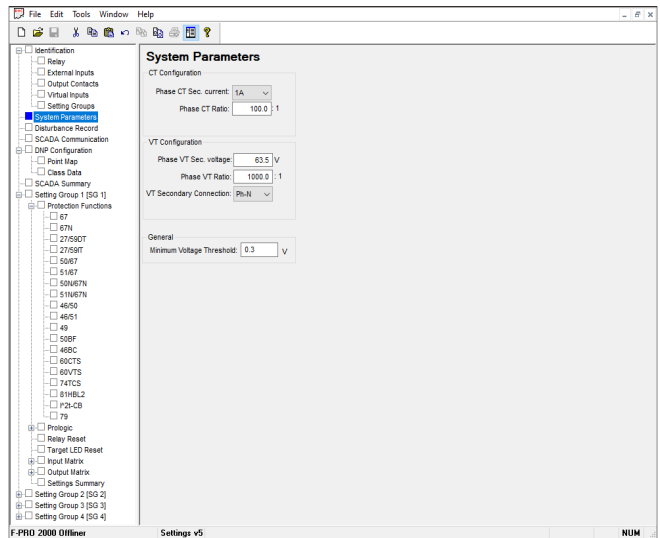 File Edit Tools Window Help
Identification
Relay
External Inputs
Output Contacts
Virtual Inputs
Setting Groups
System Parameters
Disturbance Record
SCADA Communication
DNP Configuration
Point Map
Class Data
SCADA Summary
Setting Group 1 [SG 1]
Protection Functions
67
67N
27/59DT
27/59IT
50/67
51/67
50N/67N
51N/67N
46/50
46/51
49
50BF
46BC
60CTS
60VTS
74TCS
81HBL2
I^2t-CB
79
Prologic
Relay Reset
Target LED Reset
Input Matrix
Output Matrix
Settings Summary
Setting Group 2 [SG 2]
Setting Group 3 [SG 3]
Setting Group 4 [SG 4]
System Parameters
CT Configuration
Phase CT Sec. current: 1A
Phase CT Ratio: 100.0 : 1
VT Configuration
Phase VT Sec. voltage: 63.5 V
Phase VT Ratio: 1000.0 : 1
VT Secondary Connection: Ph-N
General
Minimum Voltage Threshold: 0.3 V
F-PRO 2000 Offliner Settings v5 NUM